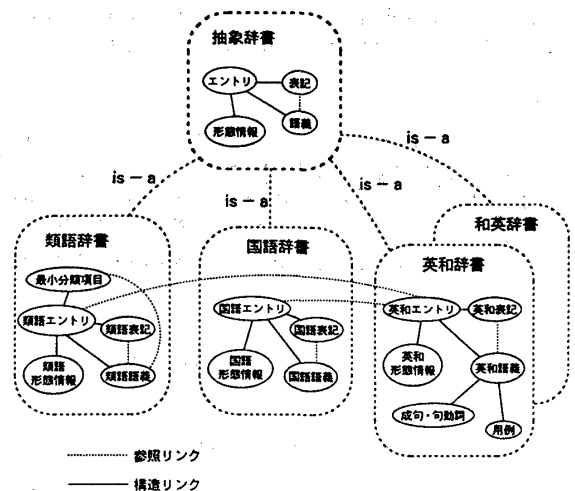 抽象辞書
エントリ
表記
形態情報
語義
is－a
is－a
is－a
is－a
類語辞書
最小分類項目
類語エントリ
類語表記
類語
形態情報
類語語義
国語辞書
国語エントリ
国語表記
国語
形態情報
国語語義
和英辞書
英和辞書
英和エントリ
英和表記
英和
形態情報
英和語義
成句・句動詞
用例
参照リンク
構造リンク